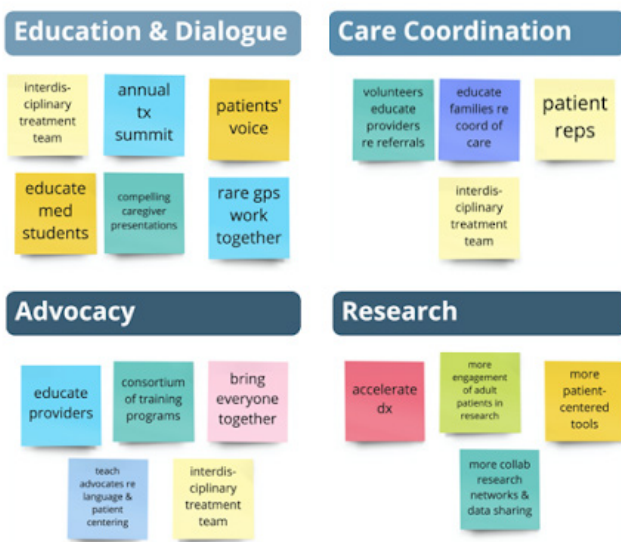 Education & Dialogue
interdis-
ciplinary
treatment
team
annual
tx
summit
patients'
voice
educate
med
students
compelling
caregiver
presentations
rare gps
work
together
Care Coordination
volunteers
educate
providers
re referrals
educate
families re
coord of
care
patient
reps
interdis-
ciplinary
treatment
team
Advocacy
educate
providers
consortium
of training
programs
bring
everyone
together
teach
advocates re
language &
patient
centering
interdis-
ciplinary
treatment
team
Research
accelerate
dx
more
engagement
of adult
patients in
research
more
patient-
centered
tools
more collab
research
networks &
data sharing